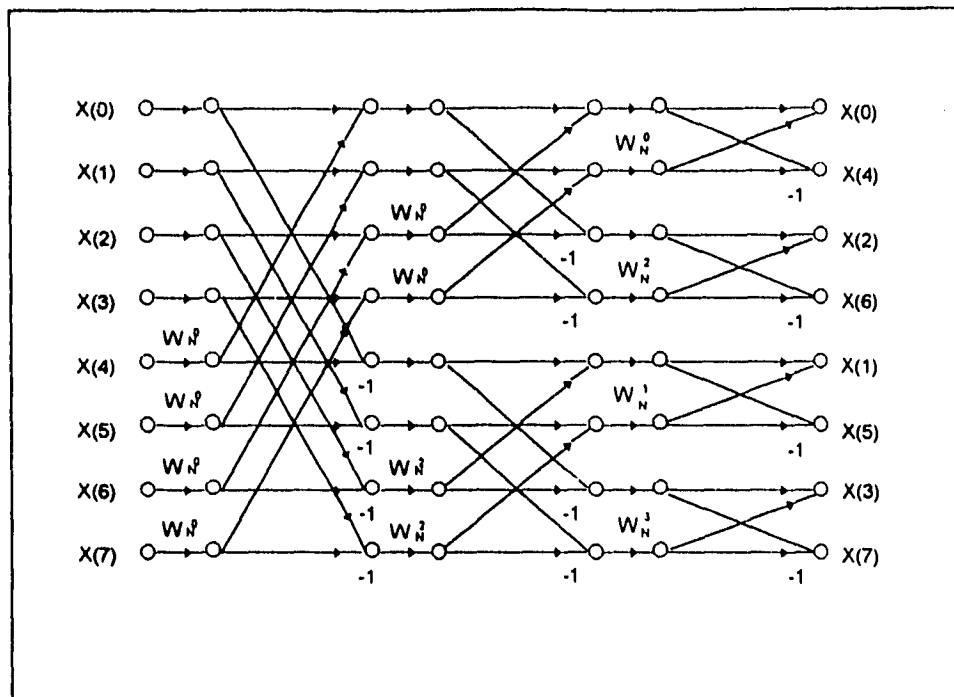 X(0) X(0)
W_N^0
X(1) -1 X(4)
W_N^0
X(2) -1 X(2)
W_N^0 W_N^2
X(3) -1 -1 X(6)
W_N^0
X(4) -1 X(1)
W_N^0 W_N^1
X(5) -1 -1 X(5)
W_N^0 W_N^2
X(6) -1 X(3)
W_N^0 W_N^2 W_N^3
X(7) -1 -1 -1 X(7)